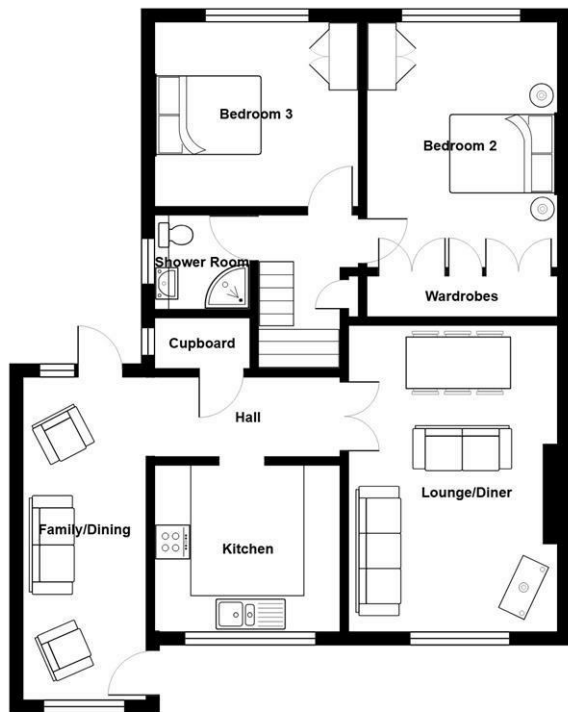 Bedroom 3
Bedroom 2
Shower Room
Wardrobes
Cupboard
Hall
Lounge/Diner
Family/Dining
Kitchen